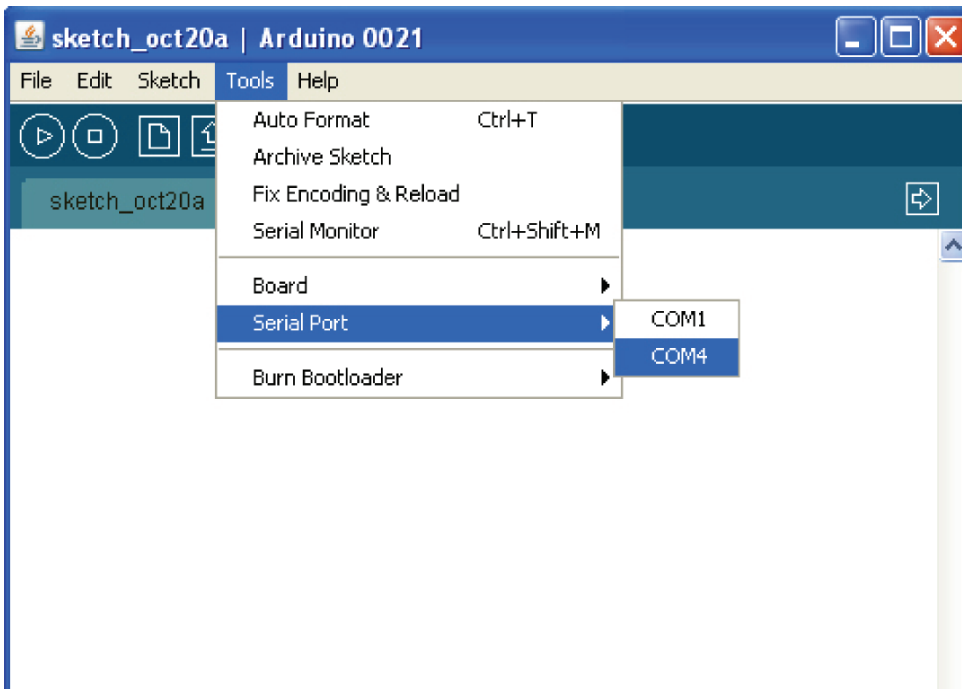 sketch_oct20a | Arduino 0021
File Edit Sketch Tools Help
Auto Format Ctrl+T
Archive Sketch
sketch_oct20a
Fix Encoding & Reload
Serial Monitor Ctrl+Shift+M
Board
Serial Port
COM1
COM4
Burn Bootloader